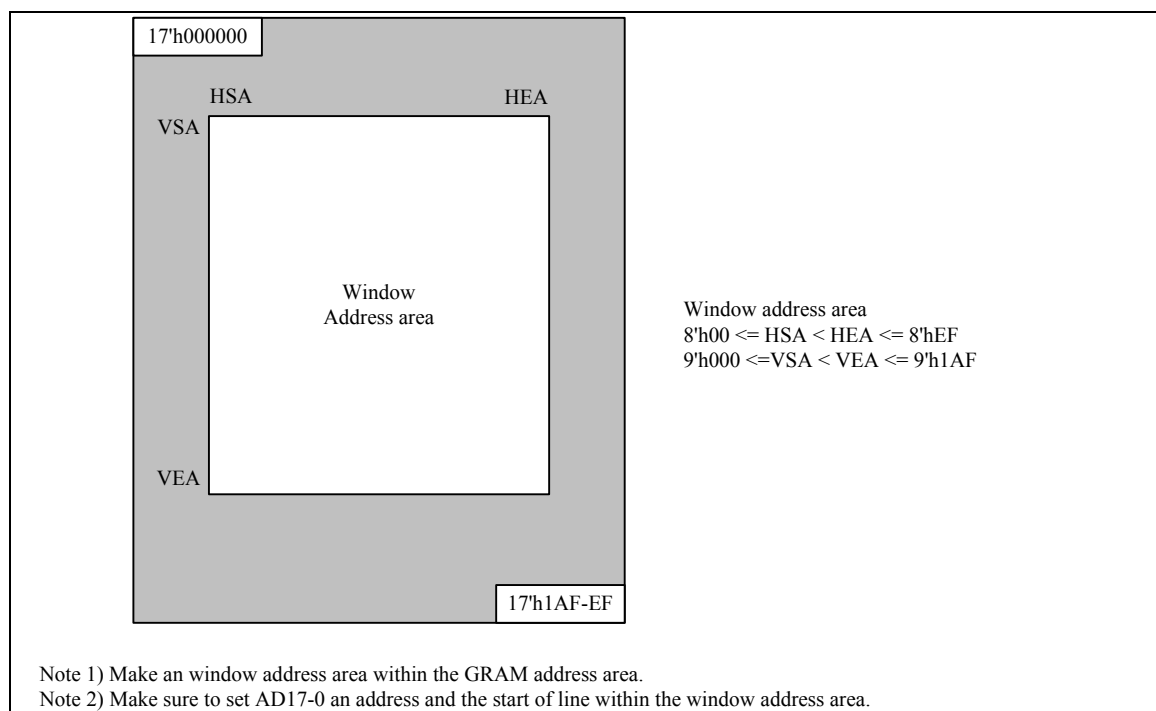 17'h000000
HSA HEA
VSA
Window
Address area
Window address area
8'h00 <= HSA < HEA <= 8'hEF
9'h000 <=VSA < VEA <= 9'h1AF
VEA
17'h1AF-EF
Note 1) Make an window address area within the GRAM address area.
Note 2) Make sure to set AD17-0 an address and the start of line within the window address area.